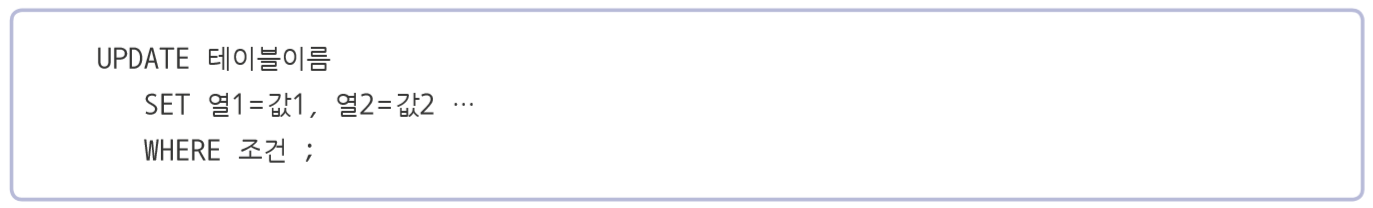 UPDATE 테이블이름
SET 열1=값1, 열2=값2 …
WHERE 조건 ;